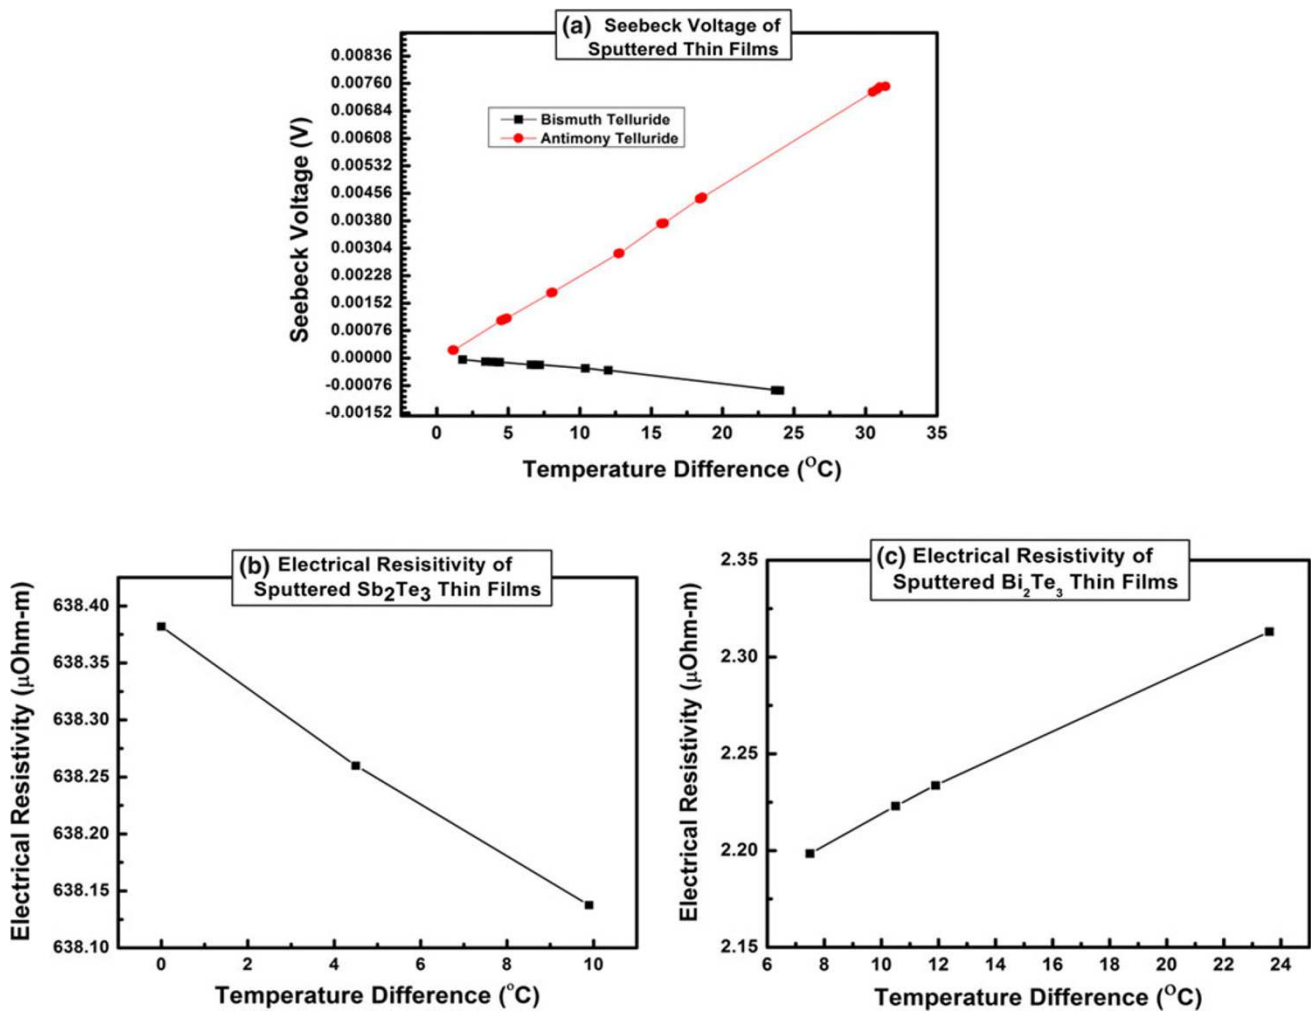 (a) Seebeck Voltage of
Sputtered Thin Films
Seebeck Voltage (V)
0.00836
0.00760
0.00684
0.00608
0.00532
0.00456
0.00380
0.00304
0.00228
0.00152
0.00076
0.00000
-0.00076
-0.00152
Bismuth Telluride
Antimony Telluride
0 5 10 15 20 25 30 35
Temperature Difference (°C)
(b) Electrical Resisitivity of
Sputtered Sb₂Te₃ Thin Films
Electrical Resistivity (μOhm-m)
638.40
638.35
638.30
638.25
638.20
638.15
638.10
0 2 4 6 8 10
Temperature Difference (°C)
(c) Electrical Resistivity of
Sputtered Bi₂Te₃ Thin Films
Electrical Resistivity (μOhm-m)
2.35
2.30
2.25
2.20
2.15
6 8 10 12 14 16 18 20 22 24
Temperature Difference (°C)